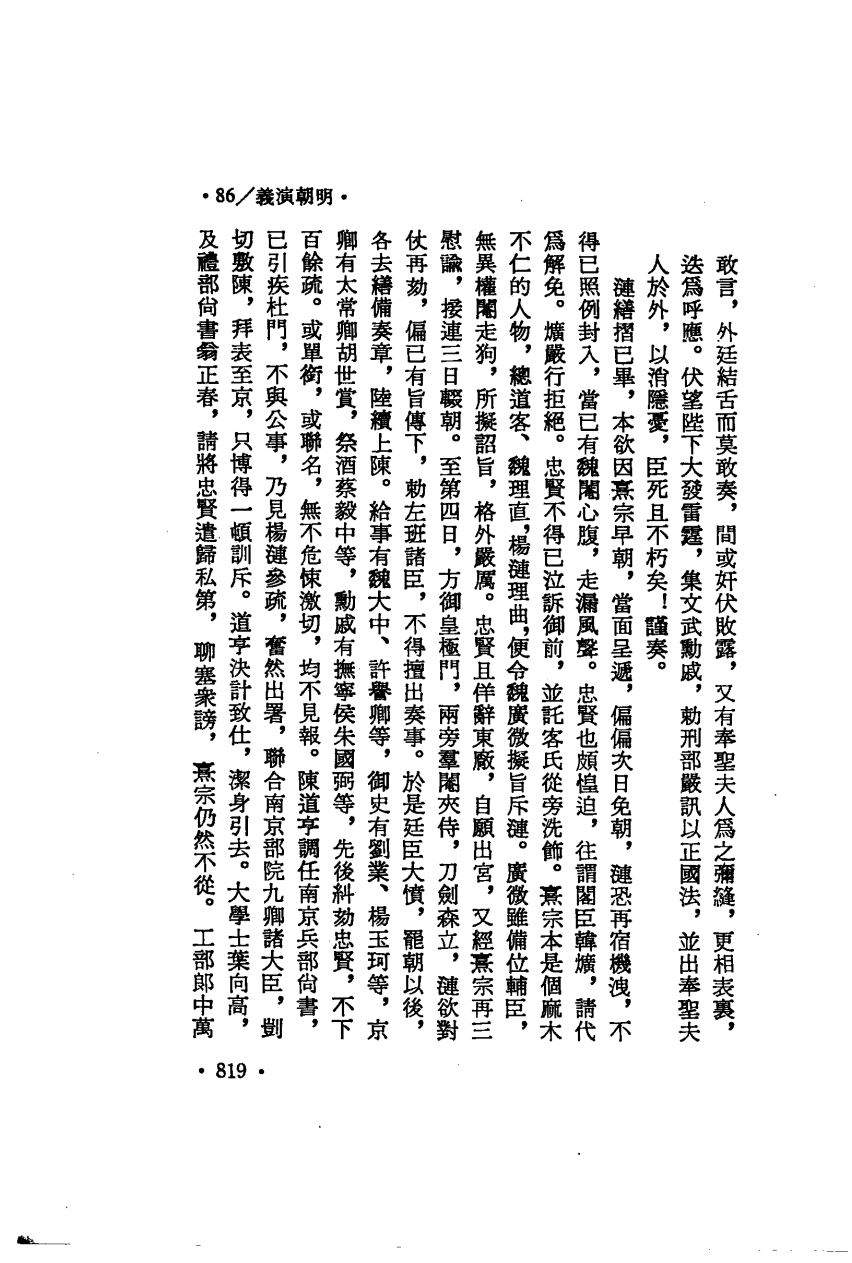 ·明朝演義／86·
敢言，外廷結舌而莫敢奏，間或奸伏敗露，又有奉聖夫人爲之彌縫，更相表裏，
迭爲呼應。伏望陛下大發雷霆，集文武勳戚，勅刑部嚴訊以正國法，並出奉聖夫
人於外，以消隱憂，臣死且不朽矣！謹奏。
漣繕摺已畢，本欲因熹宗早朝，當面呈遞，偏偏次日免朝，漣恐再宿機洩，不
得已照例封入，當已有魏閹心腹，走漏風聲。忠賢也頗惶迫，往謂閣臣韓爌，請代
爲解免。爌嚴行拒絕。忠賢不得已泣訴御前，並託客氏從旁洗飾。熹宗本是個麻木
不仁的人物，總道客、魏理直，楊漣理曲，便令魏廣微擬旨斥漣。廣微雖備位輔臣，
無異權閹走狗，所擬詔旨，格外嚴厲。忠賢且佯辭東廠，自願出宮，又經熹宗再三
慰諭，接連三日輟朝。至第四日，方御皇極門，兩旁羣閹夾侍，刀劍森立，漣欲對
仗再劾，偏已有旨傳下，勅左班諸臣，不得擅出奏事。於是廷臣大憤，罷朝以後，
各去繕備奏章，陸續上陳。給事有魏大中、許譽卿等，御史有劉業、楊玉珂等，京
卿有太常卿胡世賞，祭酒蔡毅中等，勳戚有撫寧侯朱國弼等，先後糾劾忠賢，不下
百餘疏。或單銜，或聯名，無不危悚激切，均不見報。陳道亨調任南京兵部尚書，
已引疾杜門，不與公事，乃見楊漣參疏，奮然出署，聯合南京部院九卿諸大臣，剴
切敷陳，拜表至京，只博得一頓訓斥。道亨決計致仕，潔身引去。大學士葉向高，
及禮部尚書翁正春，請將忠賢遣歸私第，聊塞衆謗，熹宗仍然不從。工部郎中萬
·819·